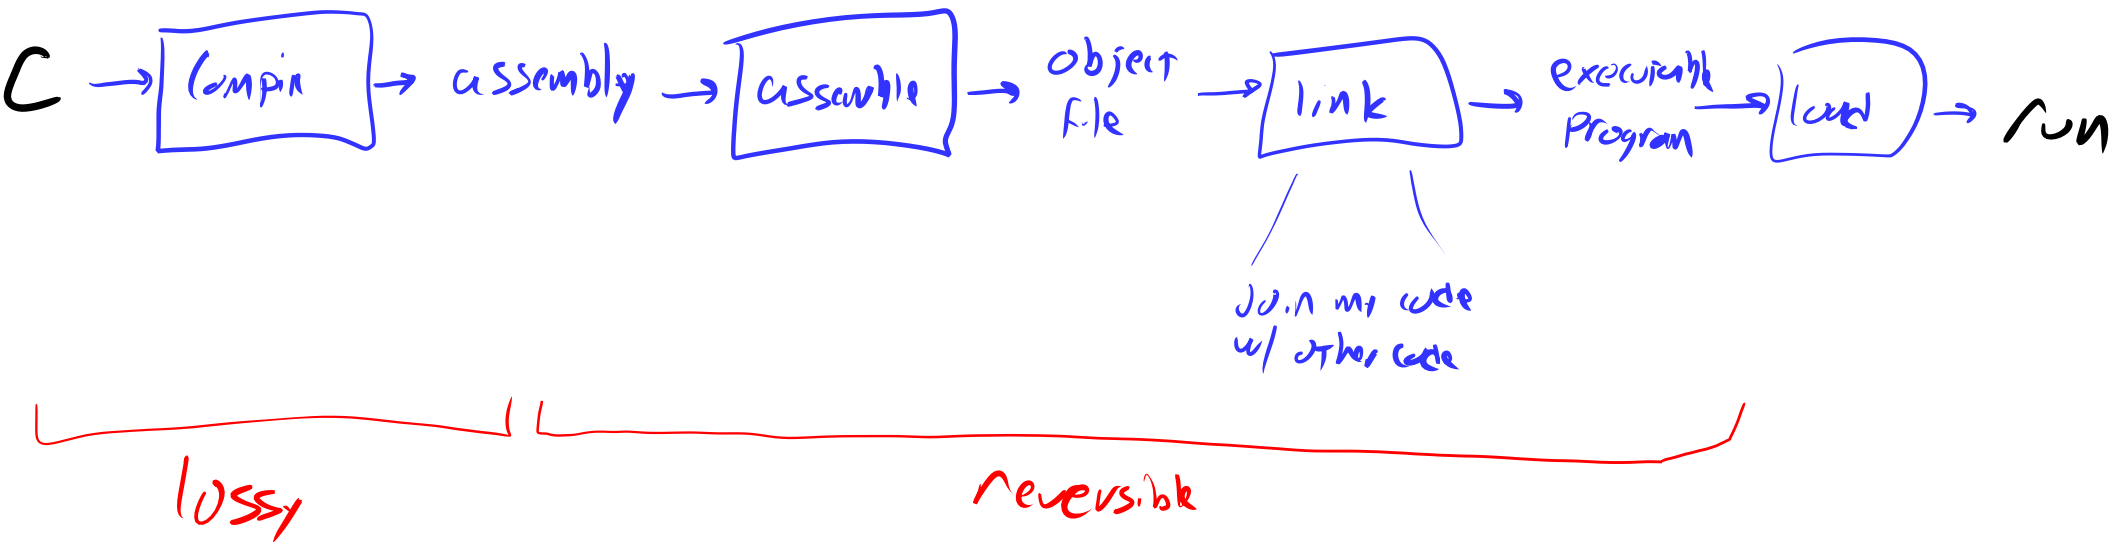 C
compile
assembly
assemble
object
file
link
executable
program
load
run
join my code
w/ other code
lossy
reversible